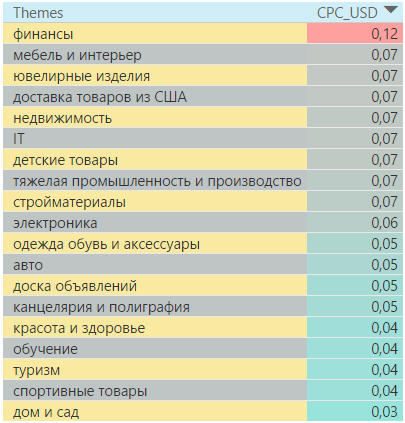 Themes CPC_USD
финансы 0,12
мебель и интерьер 0,07
ювелирные изделия 0,07
доставка товаров из США 0,07
недвижимость 0,07
IT 0,07
детские товары 0,07
тяжелая промышленность и производство 0,07
стройматериалы 0,07
электроника 0,06
одежда обувь и аксессуары 0,05
авто 0,05
доска объявлений 0,05
канцелярия и полиграфия 0,05
красота и здоровье 0,04
обучение 0,04
туризм 0,04
спортивные товары 0,04
дом и сад 0,03